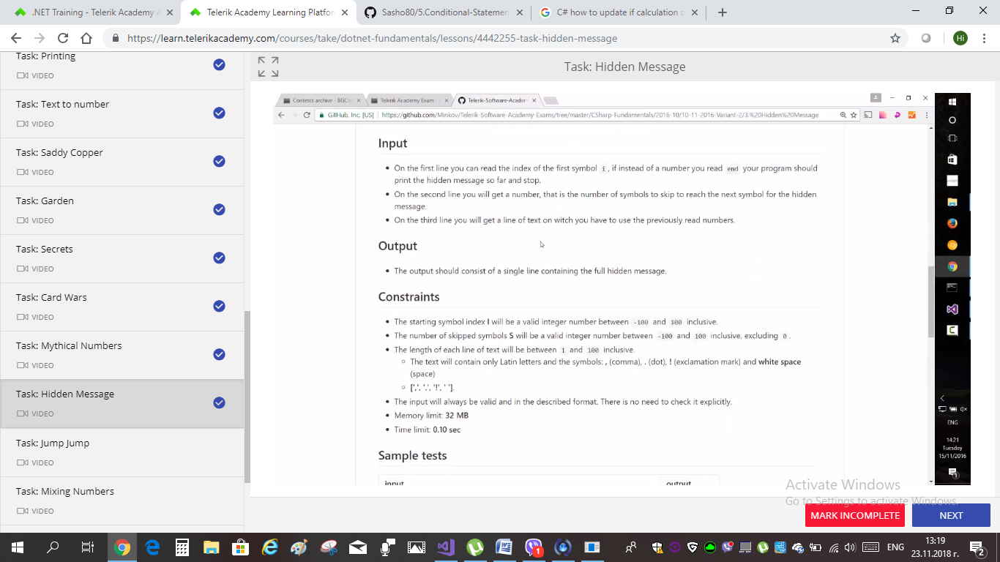 .NET Training - Telerik Academy A
Telerik Academy Learning Platfor
Sasho80/5.Conditional-Statemen
C# how to update if calculation o
https://learn.telerikacademy.com/courses/take/dotnet-fundamentals/lessons/4442255-task-hidden-message
Hi
Task: Printing
VIDEO
Task: Text to number
VIDEO
Task: Saddy Copper
VIDEO
Task: Garden
VIDEO
Task: Secrets
VIDEO
Task: Card Wars
VIDEO
Task: Mythical Numbers
VIDEO
Task: Hidden Message
VIDEO
Task: Jump Jump
VIDEO
Task: Mixing Numbers
VIDEO
Task: Hidden Message
Contests archive - BGCo
Telerik Academy Exam
Telerik-Software-Academ
GitHub, Inc. [US]
https://github.com/Minkov/Telerik-Software-Academy-Exams/tree/master/CSharp-Fundamentals/2016-10/10-11-2016-Variant-2/3.%20Hidden%20Message
Input
• On the first line you can read the index of the first symbol i, if instead of a number you read end your program should
print the hidden message so far and stop.
• On the second line you will get a number, that is the number of symbols to skip to reach the next symbol for the hidden
message.
• On the third line you will get a line of text on witch you have to use the previously read numbers.
Output
• The output should consist of a single line containing the full hidden message.
Constraints
• The starting symbol index I will be a valid integer number between -100 and 100 inclusive.
• The number of skipped symbols S will be a valid integer number between -100 and 100 inclusive, excluding 0.
• The length of each line of text will be between 1 and 100 inclusive.
○ The text will contain only Latin letters and the symbols: , (comma), . (dot), ! (exclamation mark) and white space
(space)
○ [',', '.', '!', ' '].
• The input will always be valid and in the described format. There is no need to check it explicitly.
• Memory limit: 32 MB
• Time limit: 0.10 sec
Sample tests
input output
ENG
14:21
Tuesday
15/11/2016
Activate Windows
Go to Settings to activate Windows.
MARK INCOMPLETE
NEXT
ENG
13:19
23.11.2018 г.
2
1